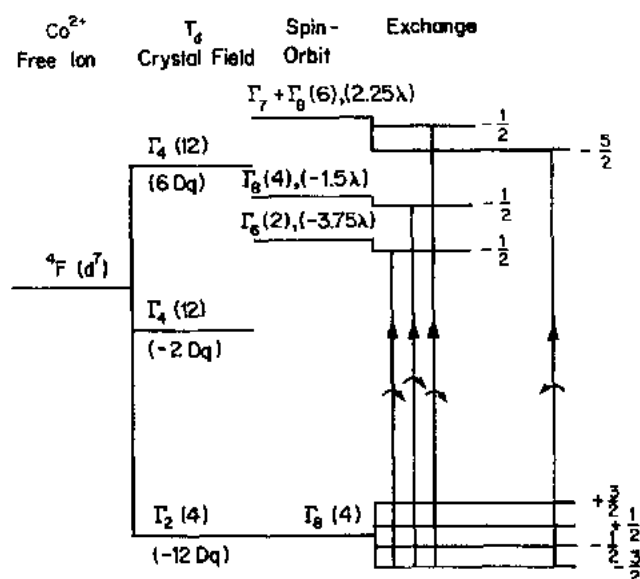 Co²⁺ T_d Spin- Exchange
Free Ion Crystal Field Orbit
Γ₇ + Γ₈ (6), (2.25λ)
-1/2
-5/2
Γ₄ (12)
(6 Dq)
Γ₈ (4), (-1.5λ)
-1/2
Γ₆ (2), (-3.75λ)
-1/2
⁴F (d⁷)
Γ₄ (12)
(-2 Dq)
Γ₂ (4) Γ₈ (4)
(-12 Dq)
+3/2
+1/2
-1/2
-3/2